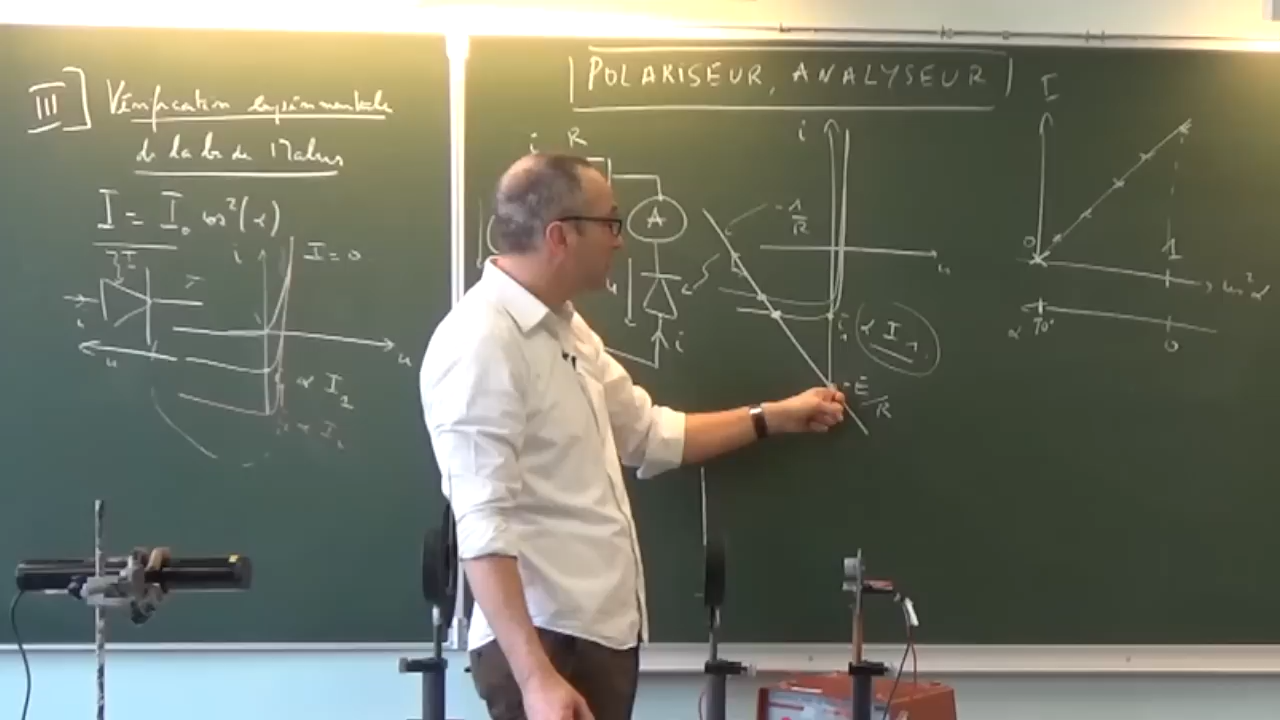 III] Vérification expérimentale
de la loi de Malus
I = I₀ cos²(α)
i
I = 0
u
i
u
α I₂
α I₁
POLARISEUR, ANALYSEUR
i
R
A
u
i
i
-1/R
u
i₁
α I₁
-E/R
I
0
1
cos²α
α
90°
0